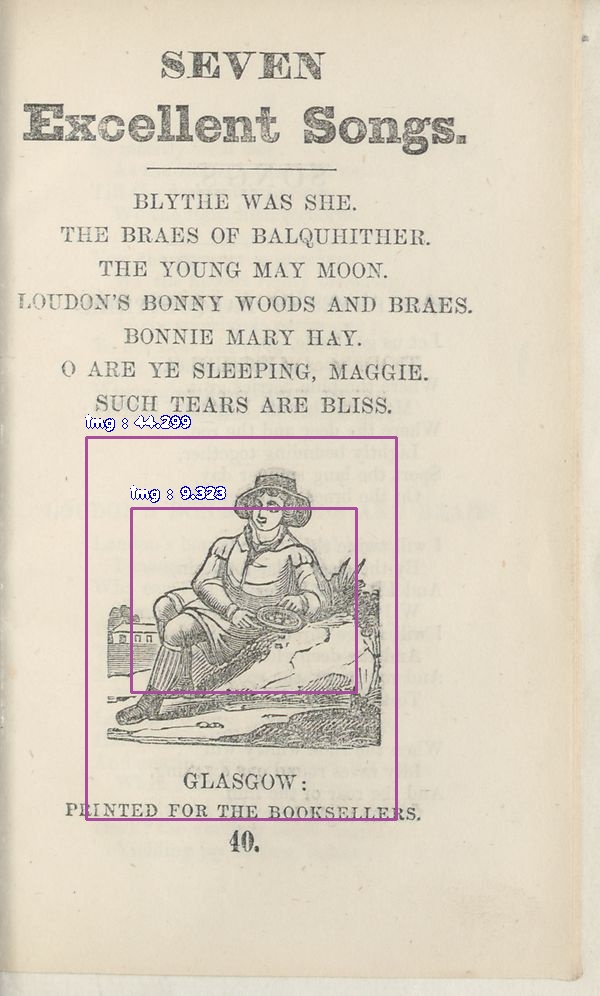 SEVEN
Excellent Songs.
BLYTHE WAS SHE.
THE BRAES OF BALQUHITHER.
THE YOUNG MAY MOON.
LOUDON'S BONNY WOODS AND BRAES.
BONNIE MARY HAY.
O ARE YE SLEEPING, MAGGIE.
SUCH TEARS ARE BLISS.
img : 44.299
img : 9.323
GLASGOW:
PRINTED FOR THE BOOKSELLERS.
40.